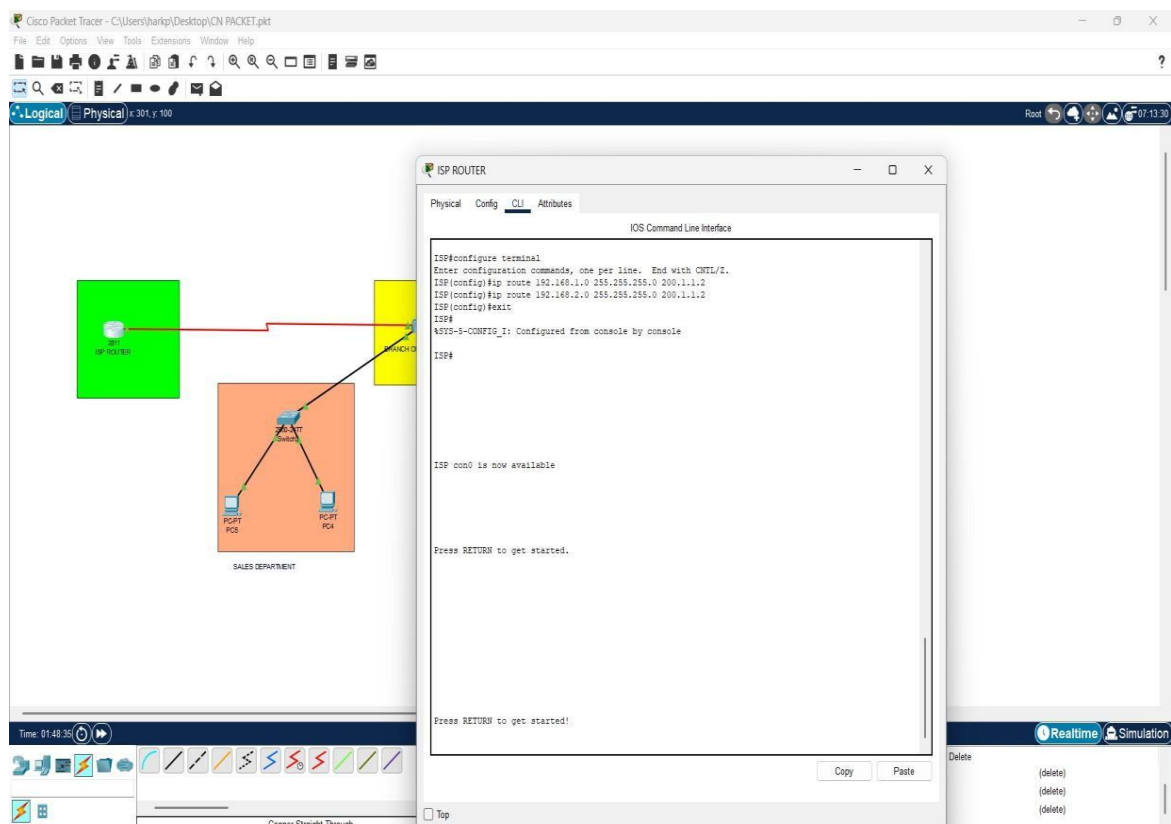 Cisco Packet Tracer - C:\Users\harkp\Desktop\CN PACKET.pkt
File Edit Options View Tools Extensions Window Help
?
Logical Physical x: 301, y: 100
Root 07:13:30
ISP ROUTER
Physical Config CLI Attributes
IOS Command Line Interface
ISP#configure terminal
Enter configuration commands, one per line. End with CNTL/Z.
ISP(config)#ip route 192.168.1.0 255.255.255.0 200.1.1.2
ISP(config)#ip route 192.168.2.0 255.255.255.0 200.1.1.2
ISP(config)#exit
ISP#
%SYS-5-CONFIG_I: Configured from console by console
ISP#
ISP con0 is now available
Press RETURN to get started.
Press RETURN to get started!
Copy Paste
Top
2811
ISP ROUTER
BRANCH O
Switch
PC-PT
PC5
PC-PT
PC4
SALES DEPARTMENT
Time: 01:48:35
Realtime Simulation
Delete
(delete)
(delete)
(delete)
Copper Straight-Through